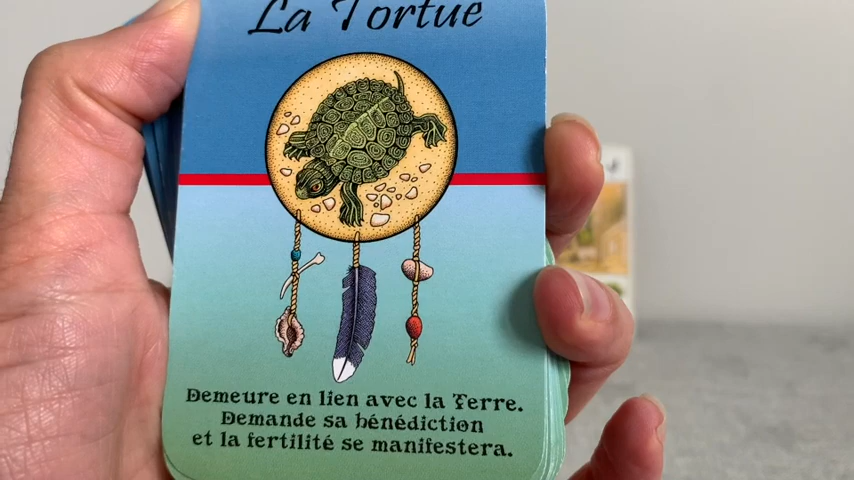 La Tortue
Demeure en lien avec la Terre.
Demande sa bénédiction
et la fertilité se manifestera.